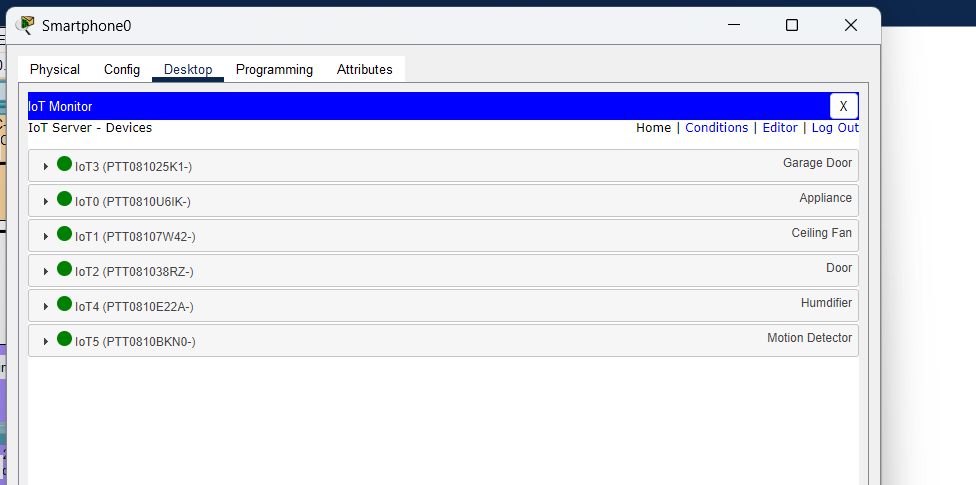 Smartphone0
Physical Config Desktop Programming Attributes
IoT Monitor X
IoT Server - Devices Home | Conditions | Editor | Log Out
IoT3 (PTT081025K1-) Garage Door
IoT0 (PTT0810U6IK-) Appliance
IoT1 (PTT08107W42-) Ceiling Fan
IoT2 (PTT081038RZ-) Door
IoT4 (PTT0810E22A-) Humdifier
IoT5 (PTT0810BKN0-) Motion Detector